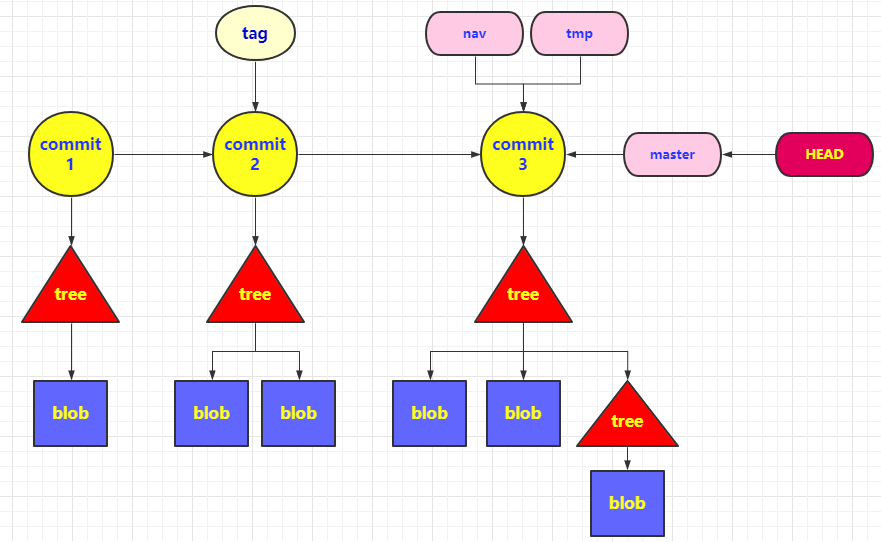 tag
nav
tmp
commit
1
commit
2
commit
3
master
HEAD
tree
tree
tree
blob
blob
blob
blob
blob
tree
blob